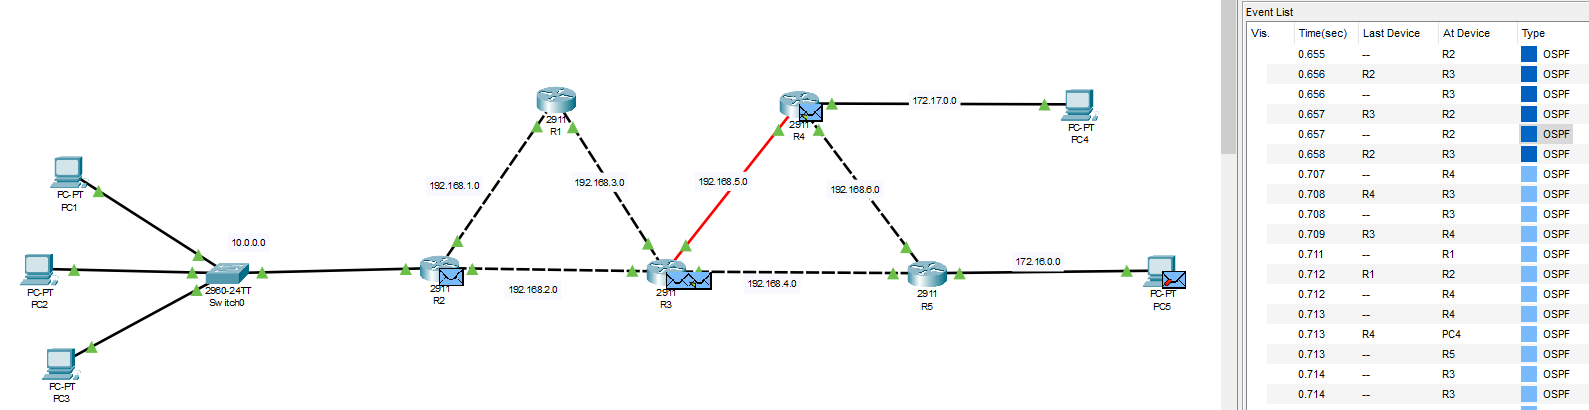 Event List
Vis. Time(sec) Last Device At Device Type
0.655 -- R2 OSPF
0.656 R2 R3 OSPF
0.656 -- R3 OSPF
0.657 R3 R2 OSPF
0.657 -- R2 OSPF
0.658 R2 R3 OSPF
0.707 -- R4 OSPF
0.708 R4 R3 OSPF
0.708 -- R3 OSPF
0.709 R3 R4 OSPF
0.711 -- R1 OSPF
0.712 R1 R2 OSPF
0.712 -- R4 OSPF
0.713 -- R4 OSPF
0.713 R4 PC4 OSPF
0.713 -- R5 OSPF
0.714 -- R3 OSPF
0.714 -- R3 OSPF
2911
R1
2911
R4
172.17.0.0
PC-PT
PC4
PC-PT
PC1
192.168.1.0
192.168.3.0
192.168.5.0
192.168.6.0
10.0.0.0
PC-PT
PC2
2960-24TT
Switch0
2911
R2
192.168.2.0
2911
R3
192.168.4.0
2911
R5
172.16.0.0
PC-PT
PC5
PC-PT
PC3